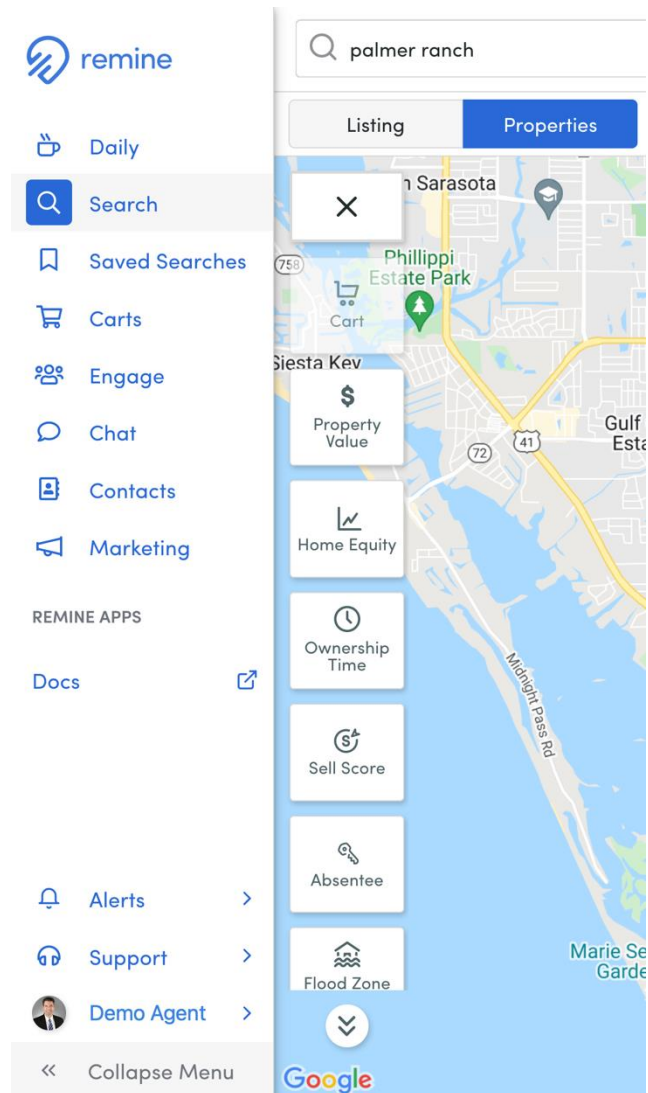 remine
Daily
Search
Saved Searches
Carts
Engage
Chat
Contacts
Marketing
REMINE APPS
Docs
Alerts
Support
Demo Agent
Collapse Menu
palmer ranch
Listing
Properties
Sarasota
758
Phillippi
Estate Park
Cart
Siesta Key
Property
Value
72
41
Gulf
Esta
Home Equity
Ownership
Time
Midnight Pass Rd
Sell Score
Absentee
Flood Zone
Marie Se
Garde
Google